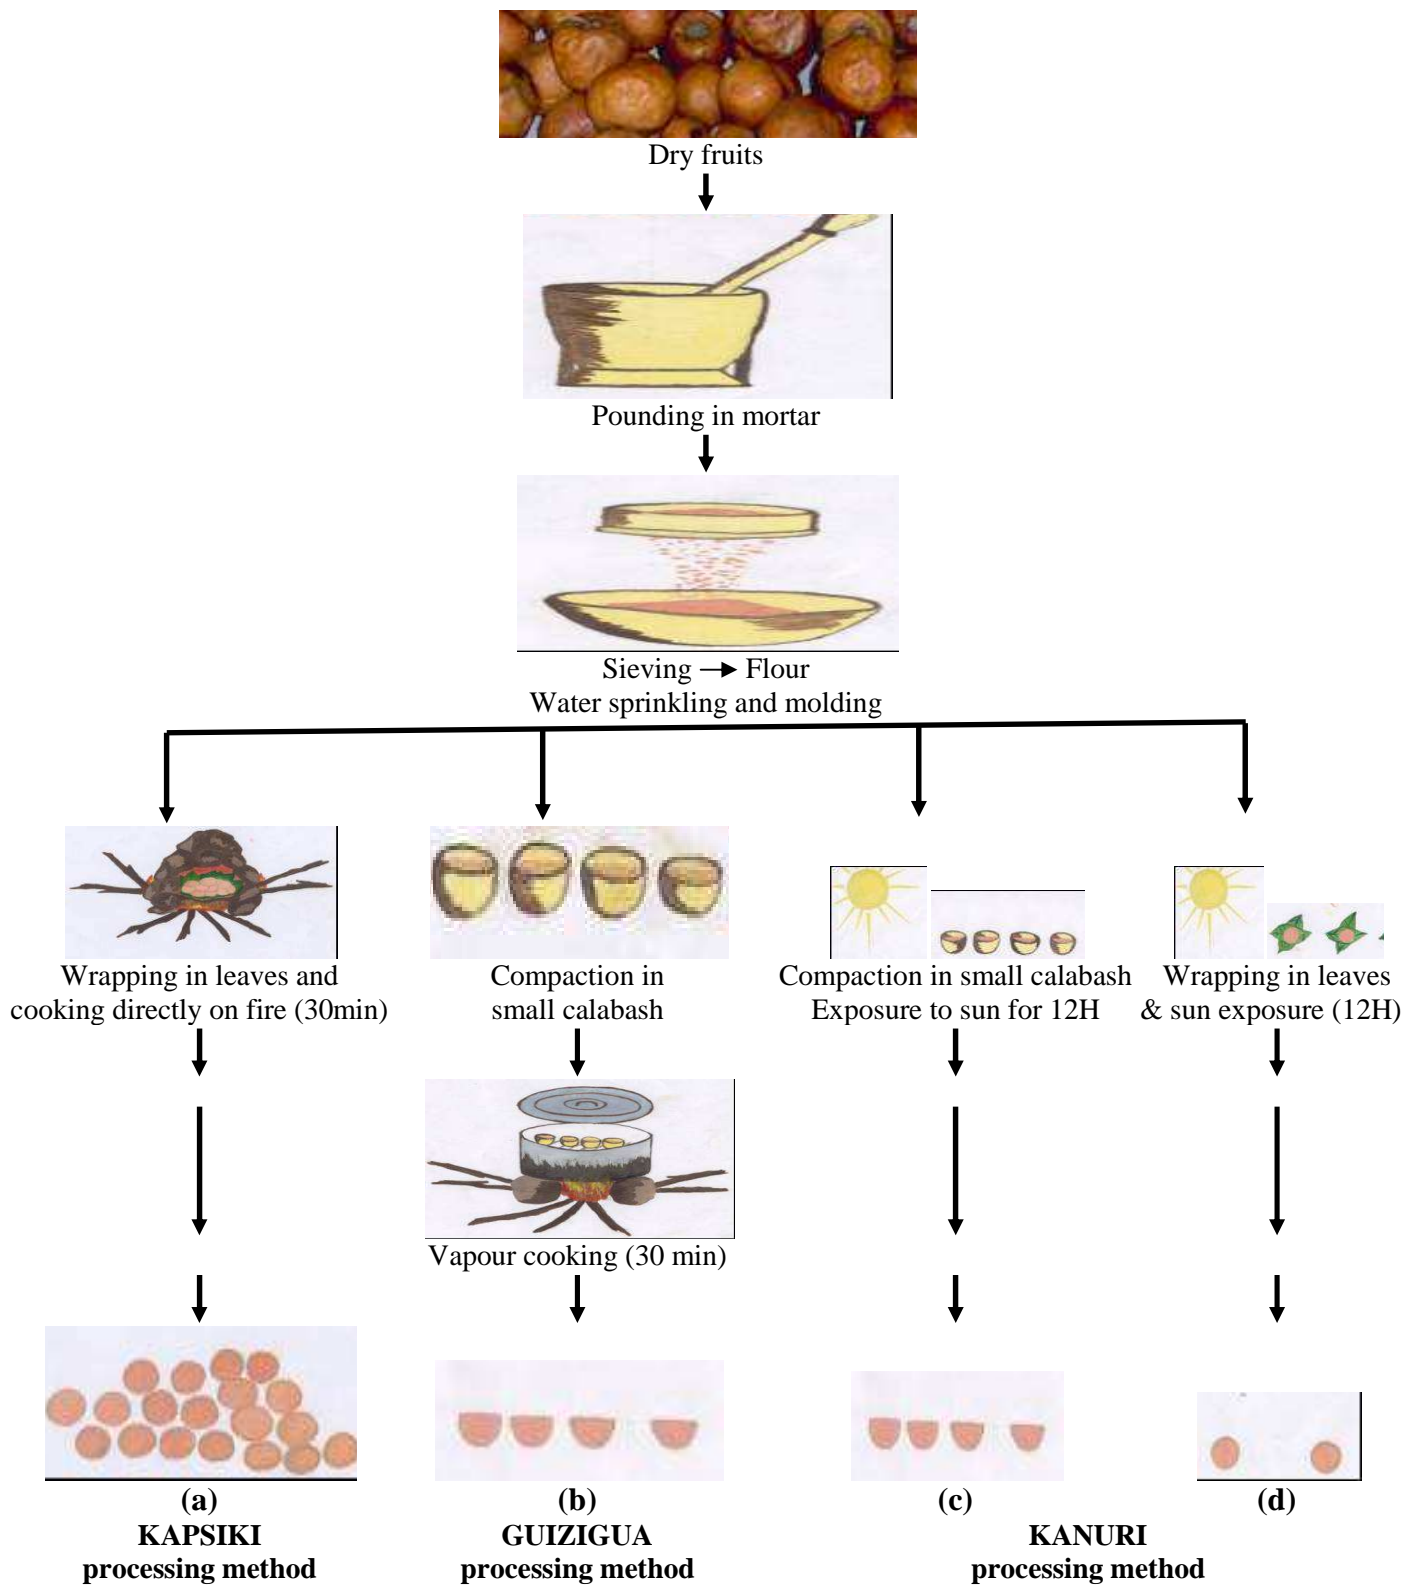 Dry fruits
Pounding in mortar
Sieving → Flour
Water sprinkling and molding
Wrapping in leaves and
cooking directly on fire (30min)
Compaction in
small calabash
Compaction in small calabash
Exposure to sun for 12H
Wrapping in leaves
& sun exposure (12H)
Vapour cooking (30 min)
(a)
KAPSIKI
processing method
(b)
GUIZIGUA
processing method
(c)
(d)
KANURI
processing method